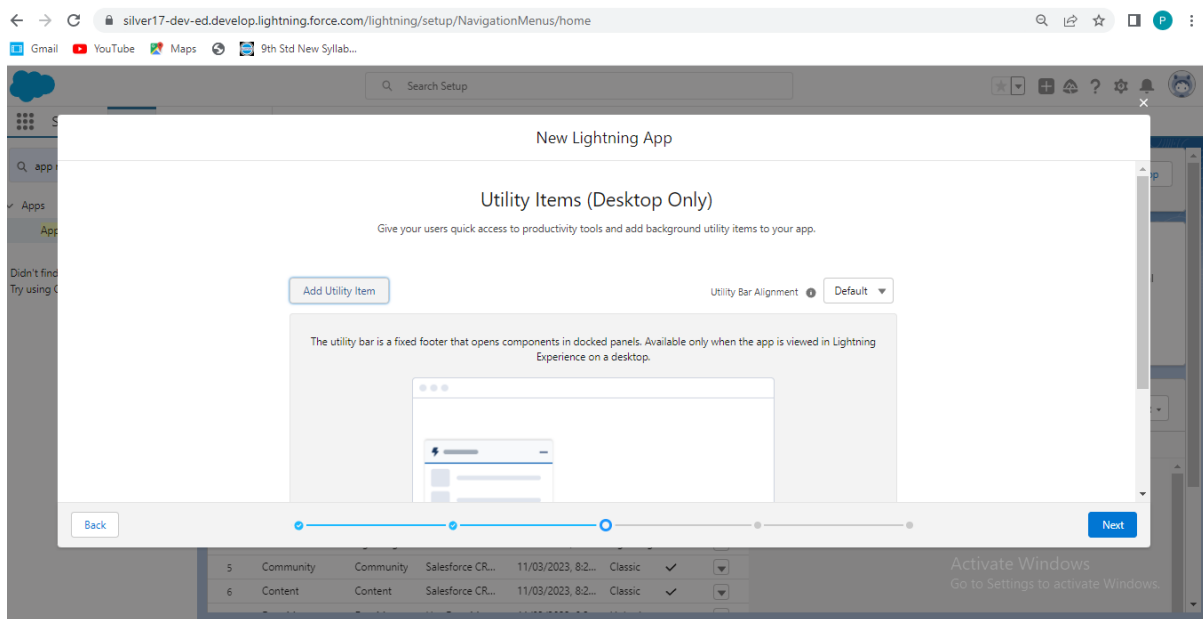 silver17-dev-ed.develop.lightning.force.com/lightning/setup/NavigationMenus/home
P
Gmail YouTube Maps 9th Std New Syllab...
Search Setup
New Lightning App
app
Utility Items (Desktop Only)
Apps
Give your users quick access to productivity tools and add background utility items to your app.
App
Didn't find
Try using
Add Utility Item Utility Bar Alignment Default
The utility bar is a fixed footer that opens components in docked panels. Available only when the app is viewed in Lightning
Experience on a desktop.
Back Next
5 Community Community Salesforce CR... 11/03/2023, 8:2... Classic
6 Content Content Salesforce CR... 11/03/2023, 8:2... Classic
Activate Windows
Go to Settings to activate Windows.